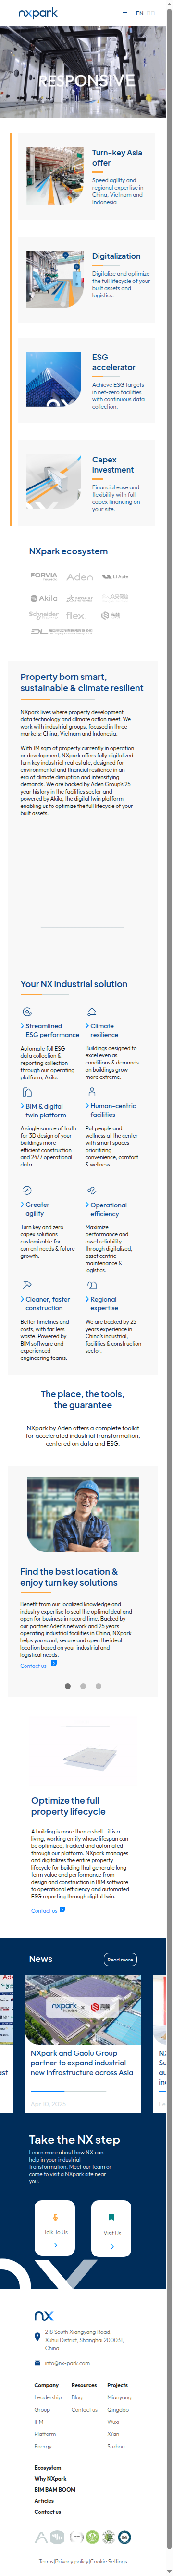 nxpark
EN
RESPONSIVE
Turn-key Asia
offer
Speed agility and
regional expertise in
China, Vietnam and
Indonesia
Digitalization
Digitalize and optimize
the full lifecycle of your
built assets and
logistics.
ESG
accelerator
Achieve ESG targets
in net-zero facilities
with continuous data
collection.
Capex
investment
Financial ease and
flexibility with full
capex financing on
your site.
NXpark ecosystem
FORVIA
Aden
Li Auto
Akila
Schneider
flex
Property born smart,
sustainable & climate resilient
NXpark lives where property development,
data technology and climate action meet. We
work with industrial groups, focused in three
markets: China, Vietnam and Indonesia.
With 1M sqm of property currently in operation
or development, NXpark offers fully digitalized
turn key industrial real estate, designed for
environmental and financial resilience in an
era of climate disruption and intensifying
demands. We are backed by Aden Group's 25
year history in the facilities sector and
powered by Akila, the digital twin platform
enabling us to optimize the full lifecycle of your
built assets.
Your NX industrial solution
Streamlined
ESG performance
Automate full ESG
data collection &
reporting collection
through our operating
platform, Akila.
Climate
resilience
Buildings designed to
excel even as
conditions & demands
on buildings grow
more extreme.
BIM & digital
twin platform
A single source of truth
for 3D design of your
buildings more
efficient construction
and 24/7 operational
data.
Human-centric
facilities
Put people and
wellness at the center
with smart spaces
prioritizing
convenience, comfort
& wellness.
Greater
agility
Turn key and zero
capex solutions
customizable for
current needs & future
growth.
Operational
efficiency
Maximize
performance and
asset reliability
through digitalized,
asset centric
maintenance &
logistics.
Cleaner, faster
construction
Better timelines and
costs, with far less
waste. Powered by
BIM software and
experienced
engineering teams.
Regional
expertise
We are backed by 25
years experience in
China's industrial,
facilities & construction
sector.
The place, the tools,
the guarantee
NXpark by Aden offers a complete toolkit
for accelerated industrial transformation,
centered on data and ESG.
Find the best location &
enjoy turn key solutions
Benefit from our localized knowledge and
industry expertise to seal the optimal deal and
open for business in record time. Backed by
our partner Aden's network and 25 years
operating industrial facilities in China, NXpark
helps you scout, secure and open the ideal
location based on your industrial and
logistical needs.
Contact us
Optimize the full
property lifecycle
A building is more than a shell - it is a
living, working entity whose lifespan can
be optimized, tracked and automated
through our platform. NXpark manages
and digitalizes the entire property
lifecycle for building that generate long-
term value and performance from
design and construction in BIM software
to operational efficiency and automated
ESG reporting through digital twin.
Contact us
News
Read more
nxpark
×
NXpark and Gaolu Group
partner to expand industrial
new infrastructure across Asia
Apr 10, 2025
Take the NX step
Learn more about how NX can
help in your industrial
transformation. Meet our team or
come to visit a NXpark site near
you.
Talk To Us
Visit Us
NX
218 South Xiangyang Road,
Xuhui District, Shanghai 200031,
China
info@nx-park.com
Company
Leadership
Group
IFM
Platform
Energy
Resources
Blog
Contact us
Projects
Mianyang
Qingdao
Wuxi
Xi'an
Suzhou
Ecosystem
Why NXpark
BIM BAM BOOM
Articles
Contact us
Terms|Privacy policy|Cookie Settings